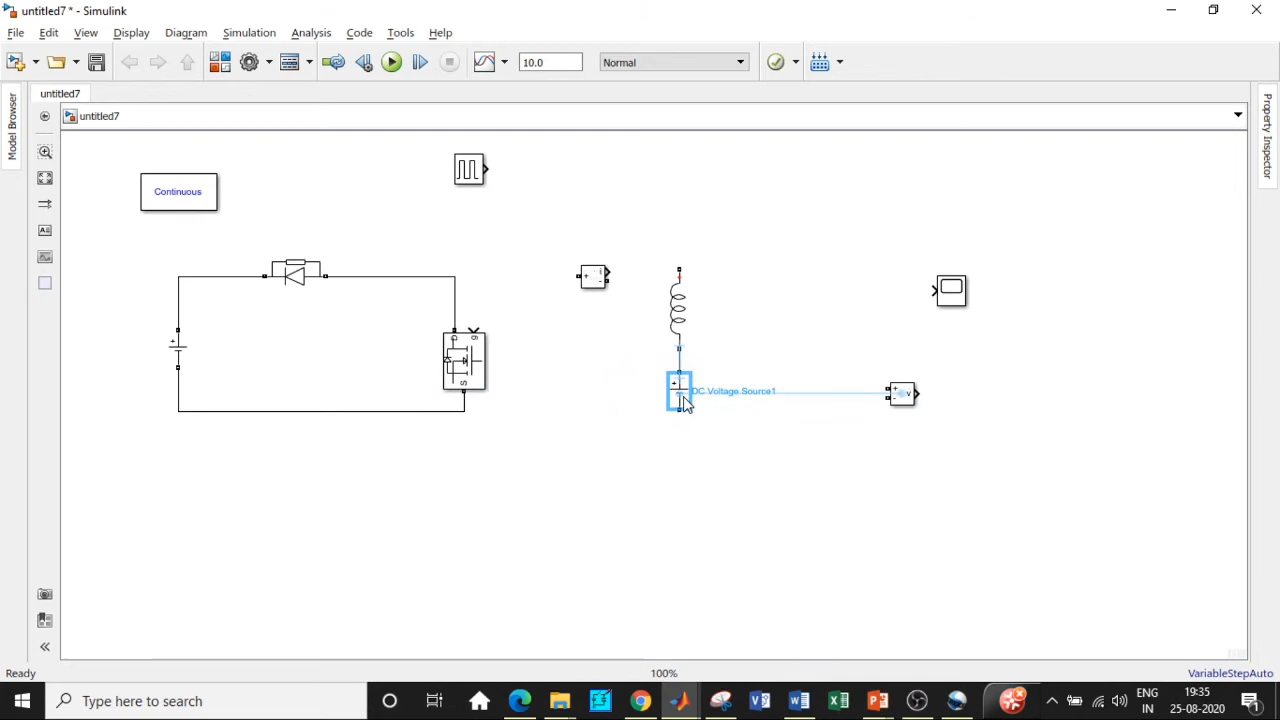 untitled7 * - Simulink
File Edit View Display Diagram Simulation Analysis Code Tools Help
10.0
Normal
untitled7
untitled7
Model Browser
Property Inspector
Continuous
+
g
D
S
+ i
-
+
+
DC Voltage Source1
+ v
-
Ready
100%
VariableStepAuto
Type here to search
ENG
IN
19:35
25-08-2020
1